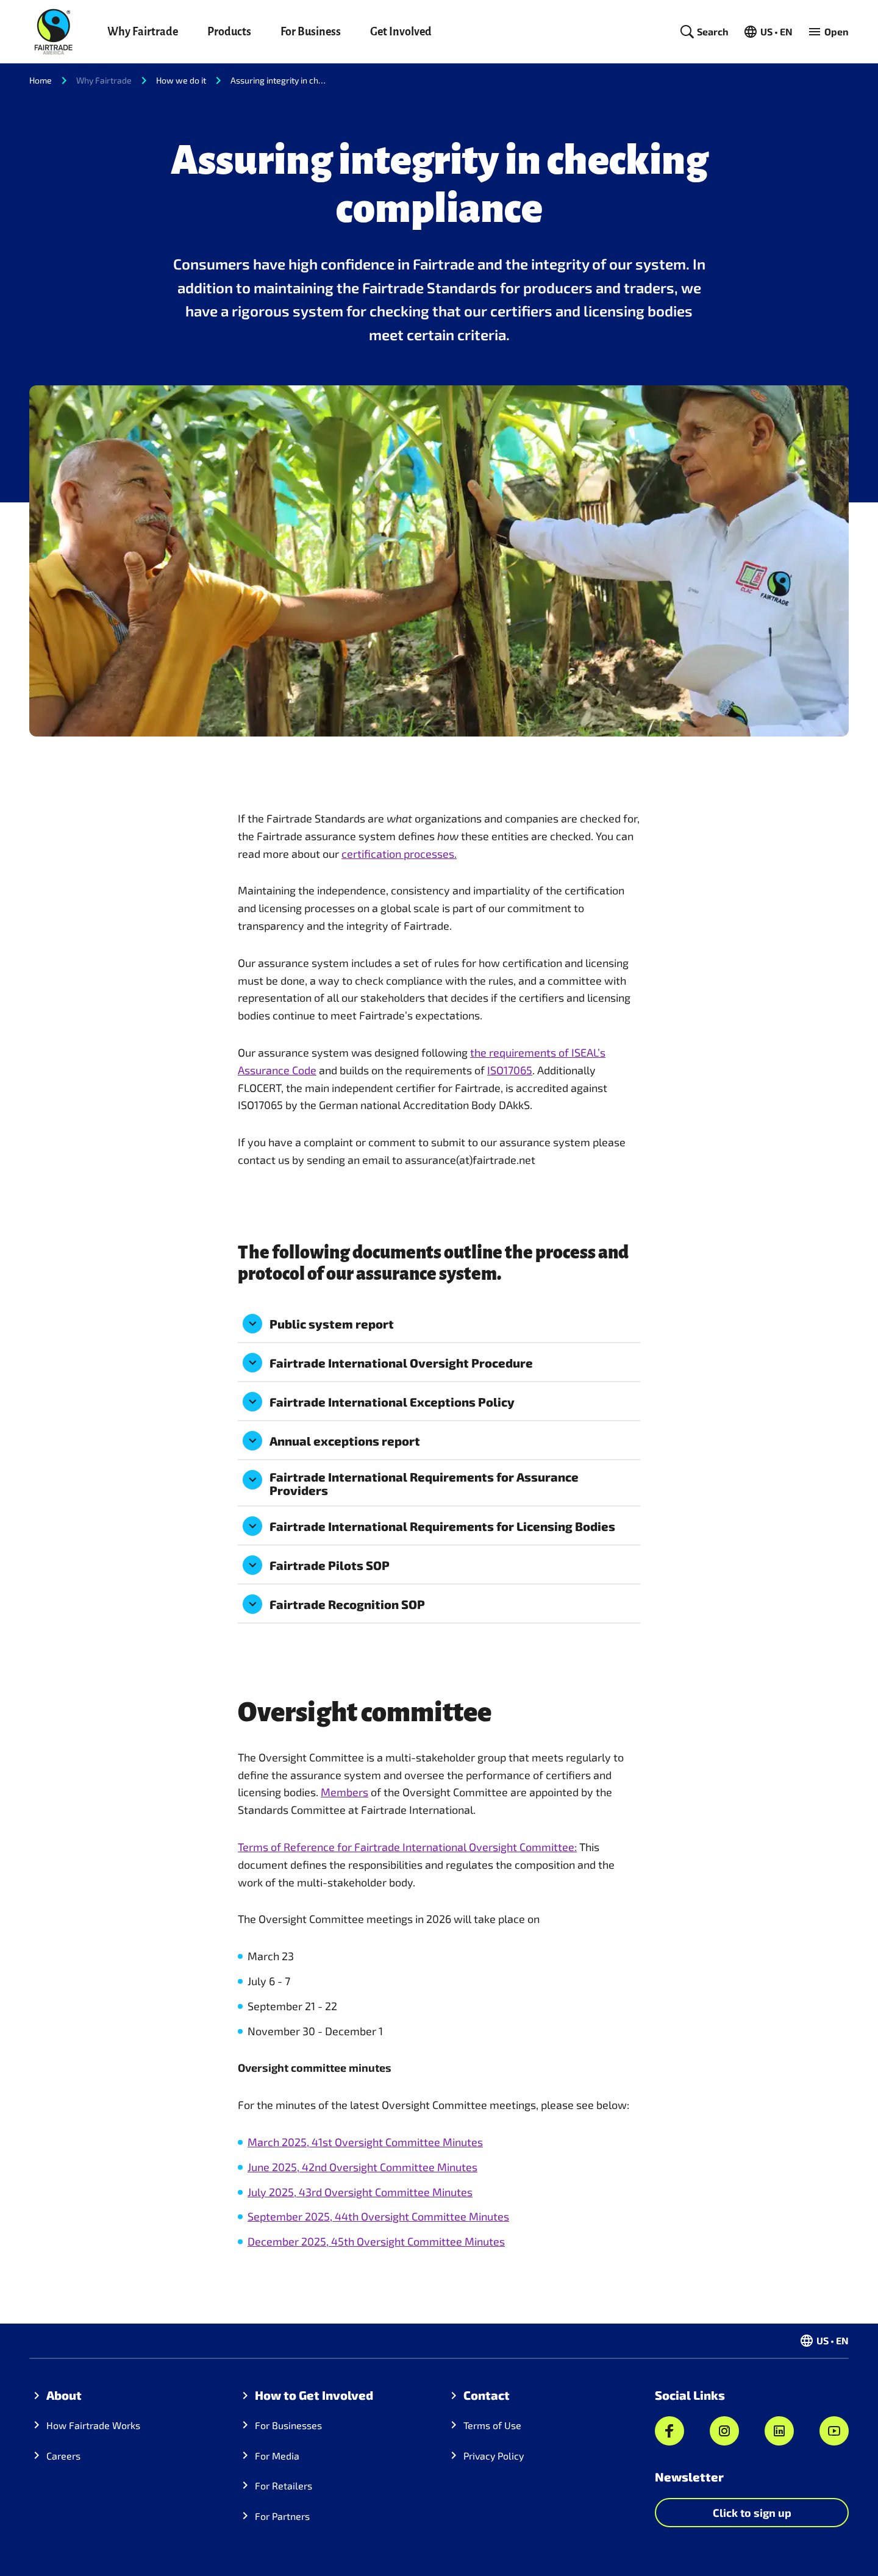 FAIRTRADE
AMERICA
Why Fairtrade
Products
For Business
Get Involved
Search
US • EN
Open
Home
Why Fairtrade
How we do it
Assuring integrity in ch…
Assuring integrity in checking
compliance
Consumers have high confidence in Fairtrade and the integrity of our system. In
addition to maintaining the Fairtrade Standards for producers and traders, we
have a rigorous system for checking that our certifiers and licensing bodies
meet certain criteria.
CLAC
FAIRTRADE
If the Fairtrade Standards are what organizations and companies are checked for,
the Fairtrade assurance system defines how these entities are checked. You can
read more about our certification processes.
Maintaining the independence, consistency and impartiality of the certification
and licensing processes on a global scale is part of our commitment to
transparency and the integrity of Fairtrade.
Our assurance system includes a set of rules for how certification and licensing
must be done, a way to check compliance with the rules, and a committee with
representation of all our stakeholders that decides if the certifiers and licensing
bodies continue to meet Fairtrade’s expectations.
Our assurance system was designed following the requirements of ISEAL’s
Assurance Code and builds on the requirements of ISO17065. Additionally
FLOCERT, the main independent certifier for Fairtrade, is accredited against
ISO17065 by the German national Accreditation Body DAkkS.
If you have a complaint or comment to submit to our assurance system please
contact us by sending an email to assurance(at)fairtrade.net
The following documents outline the process and
protocol of our assurance system.
Public system report
Fairtrade International Oversight Procedure
Fairtrade International Exceptions Policy
Annual exceptions report
Fairtrade International Requirements for Assurance
Providers
Fairtrade International Requirements for Licensing Bodies
Fairtrade Pilots SOP
Fairtrade Recognition SOP
Oversight committee
The Oversight Committee is a multi-stakeholder group that meets regularly to
define the assurance system and oversee the performance of certifiers and
licensing bodies. Members of the Oversight Committee are appointed by the
Standards Committee at Fairtrade International.
Terms of Reference for Fairtrade International Oversight Committee: This
document defines the responsibilities and regulates the composition and the
work of the multi-stakeholder body.
The Oversight Committee meetings in 2026 will take place on
March 23
July 6 - 7
September 21 - 22
November 30 - December 1
Oversight committee minutes
For the minutes of the latest Oversight Committee meetings, please see below:
March 2025, 41st Oversight Committee Minutes
June 2025, 42nd Oversight Committee Minutes
July 2025, 43rd Oversight Committee Minutes
September 2025, 44th Oversight Committee Minutes
December 2025, 45th Oversight Committee Minutes
US • EN
About
How Fairtrade Works
Careers
How to Get Involved
For Businesses
For Media
For Retailers
For Partners
Contact
Terms of Use
Privacy Policy
Social Links
Newsletter
Click to sign up